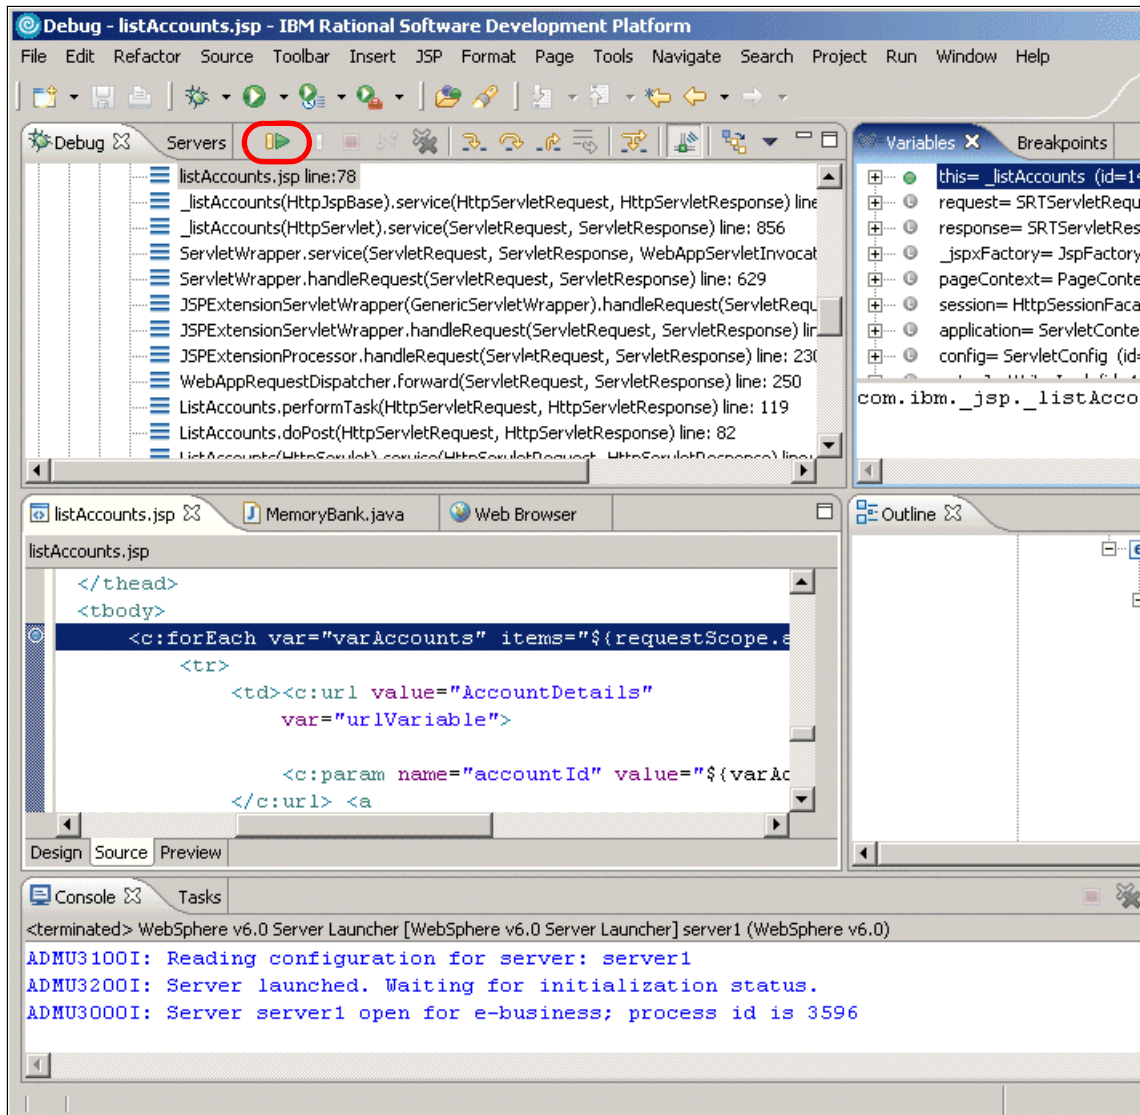 Debug - listAccounts.jsp - IBM Rational Software Development Platform
File Edit Refactor Source Toolbar Insert JSP Format Page Tools Navigate Search Project Run Window Help
Debug Servers
listAccounts.jsp line:78
_listAccounts(HttpJspBase).service(HttpServletRequest, HttpServletResponse) line
_listAccounts(HttpServlet).service(ServletRequest, ServletResponse) line: 856
ServletWrapper.service(ServletRequest, ServletResponse, WebAppServletInvocat
ServletWrapper.handleRequest(ServletRequest, ServletResponse) line: 629
JSPExtensionServletWrapper(GenericServletWrapper).handleRequest(ServletRequ
JSPExtensionServletWrapper.handleRequest(ServletRequest, ServletResponse) lin
JSPExtensionProcessor.handleRequest(ServletRequest, ServletResponse) line: 230
WebAppRequestDispatcher.forward(ServletRequest, ServletResponse) line: 250
ListAccounts.performTask(HttpServletRequest, HttpServletResponse) line: 119
ListAccounts.doPost(HttpServletRequest, HttpServletResponse) line: 82
ListAccounts(HttpServlet).service(HttpServletRequest, HttpServletResponse) line:
Variables Breakpoints
this= _listAccounts (id=14
request= SRTServletRequ
response= SRTServletRes
_jspxFactory= JspFactory
pageContext= PageConte
session= HttpSessionFaca
application= ServletConte
config= ServletConfig (id=
com.ibm._jsp._listAcco
listAccounts.jsp MemoryBank.java Web Browser
listAccounts.jsp
</thead>
<tbody>
<c:forEach var="varAccounts" items="${requestScope.a
<tr>
<td><c:url value="AccountDetails"
var="urlVariable">
<c:param name="accountId" value="${varAc
</c:url> <a
Design Source Preview
Outline
Console Tasks
<terminated> WebSphere v6.0 Server Launcher [WebSphere v6.0 Server Launcher] server1 (WebSphere v6.0)
ADMU3100I: Reading configuration for server: server1
ADMU3200I: Server launched. Waiting for initialization status.
ADMU3000I: Server server1 open for e-business; process id is 3596